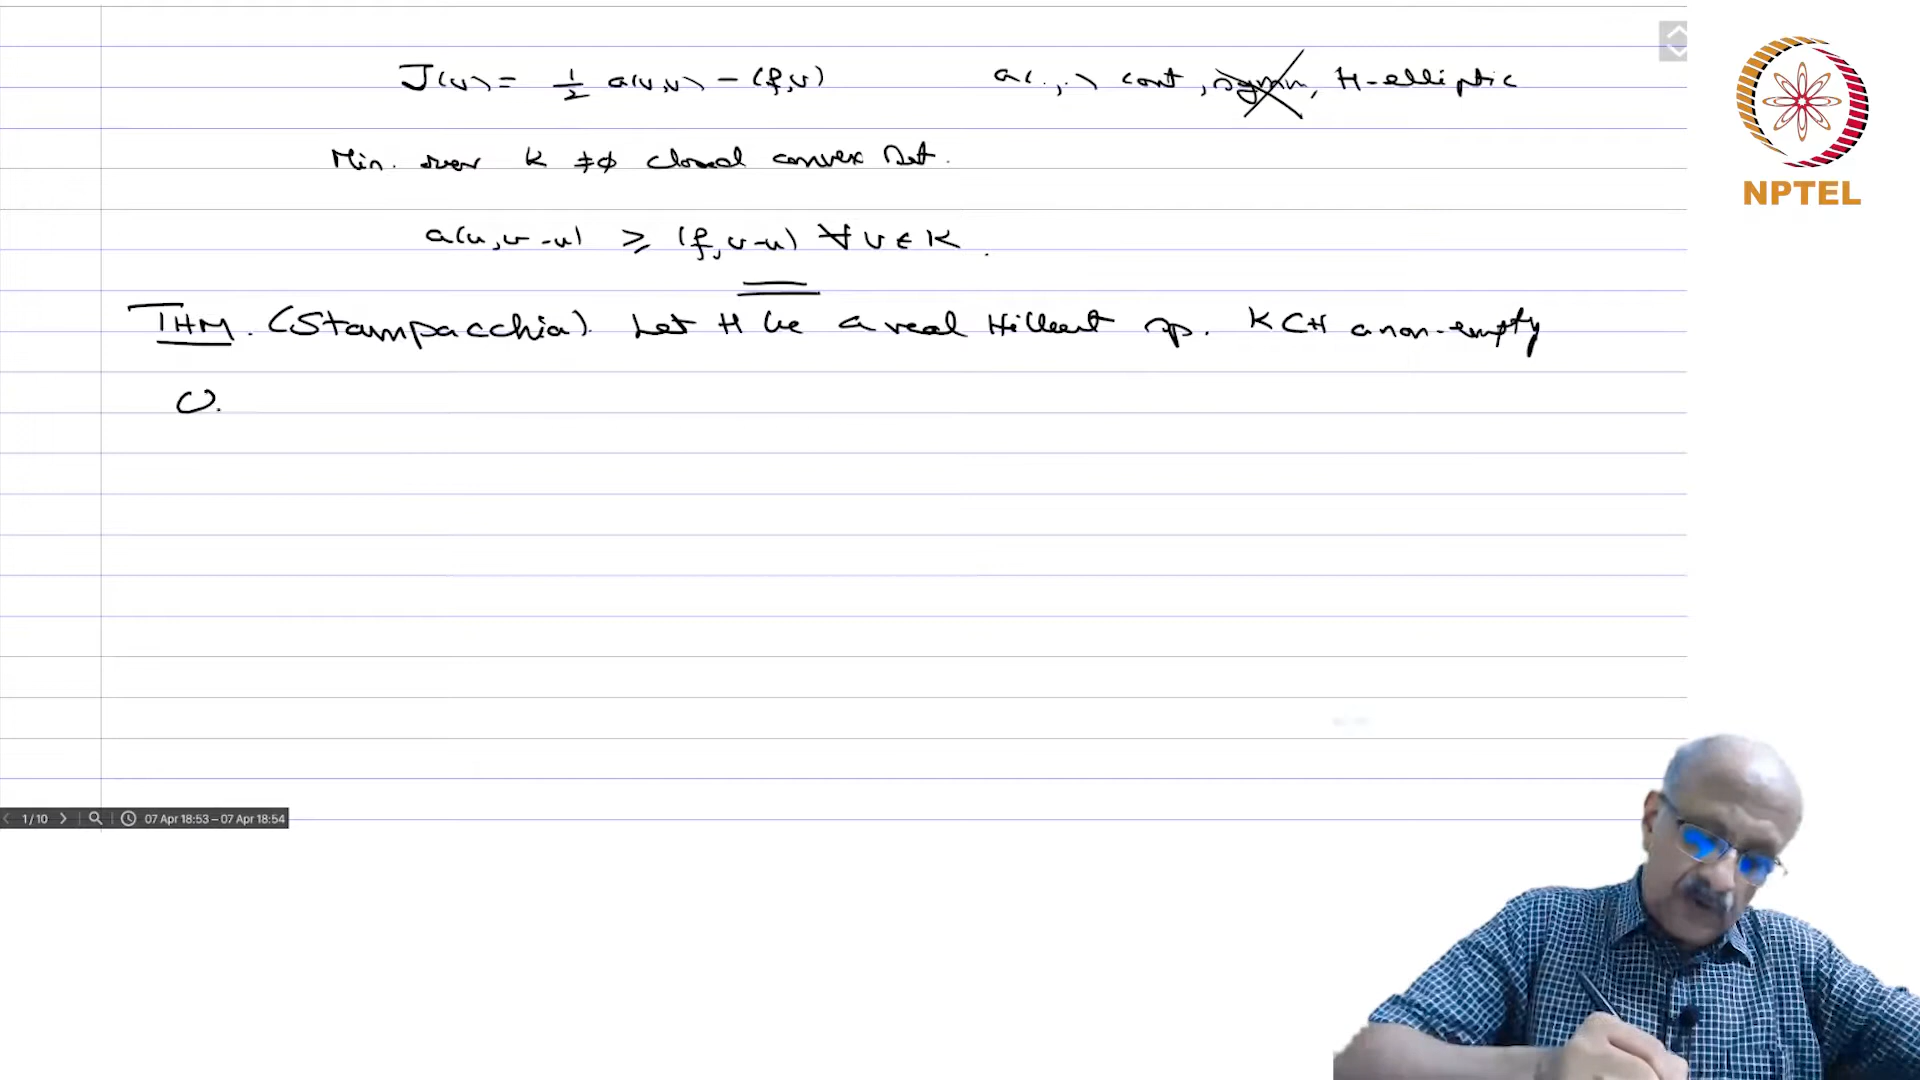 J(v) = 1/2 a(v,v) - (f,v) a(.,.) cont, symm, H-elliptic
NPTEL
Min. over K ≠ φ closed convex set.
a(u,v-u) ≥ (f,v-u) ∀ v ∈ K.
THM. (Stampacchia). Let H be a real Hilbert sp. K ⊂ H a non-empty
1/10 07 Apr 18:53 – 07 Apr 18:54